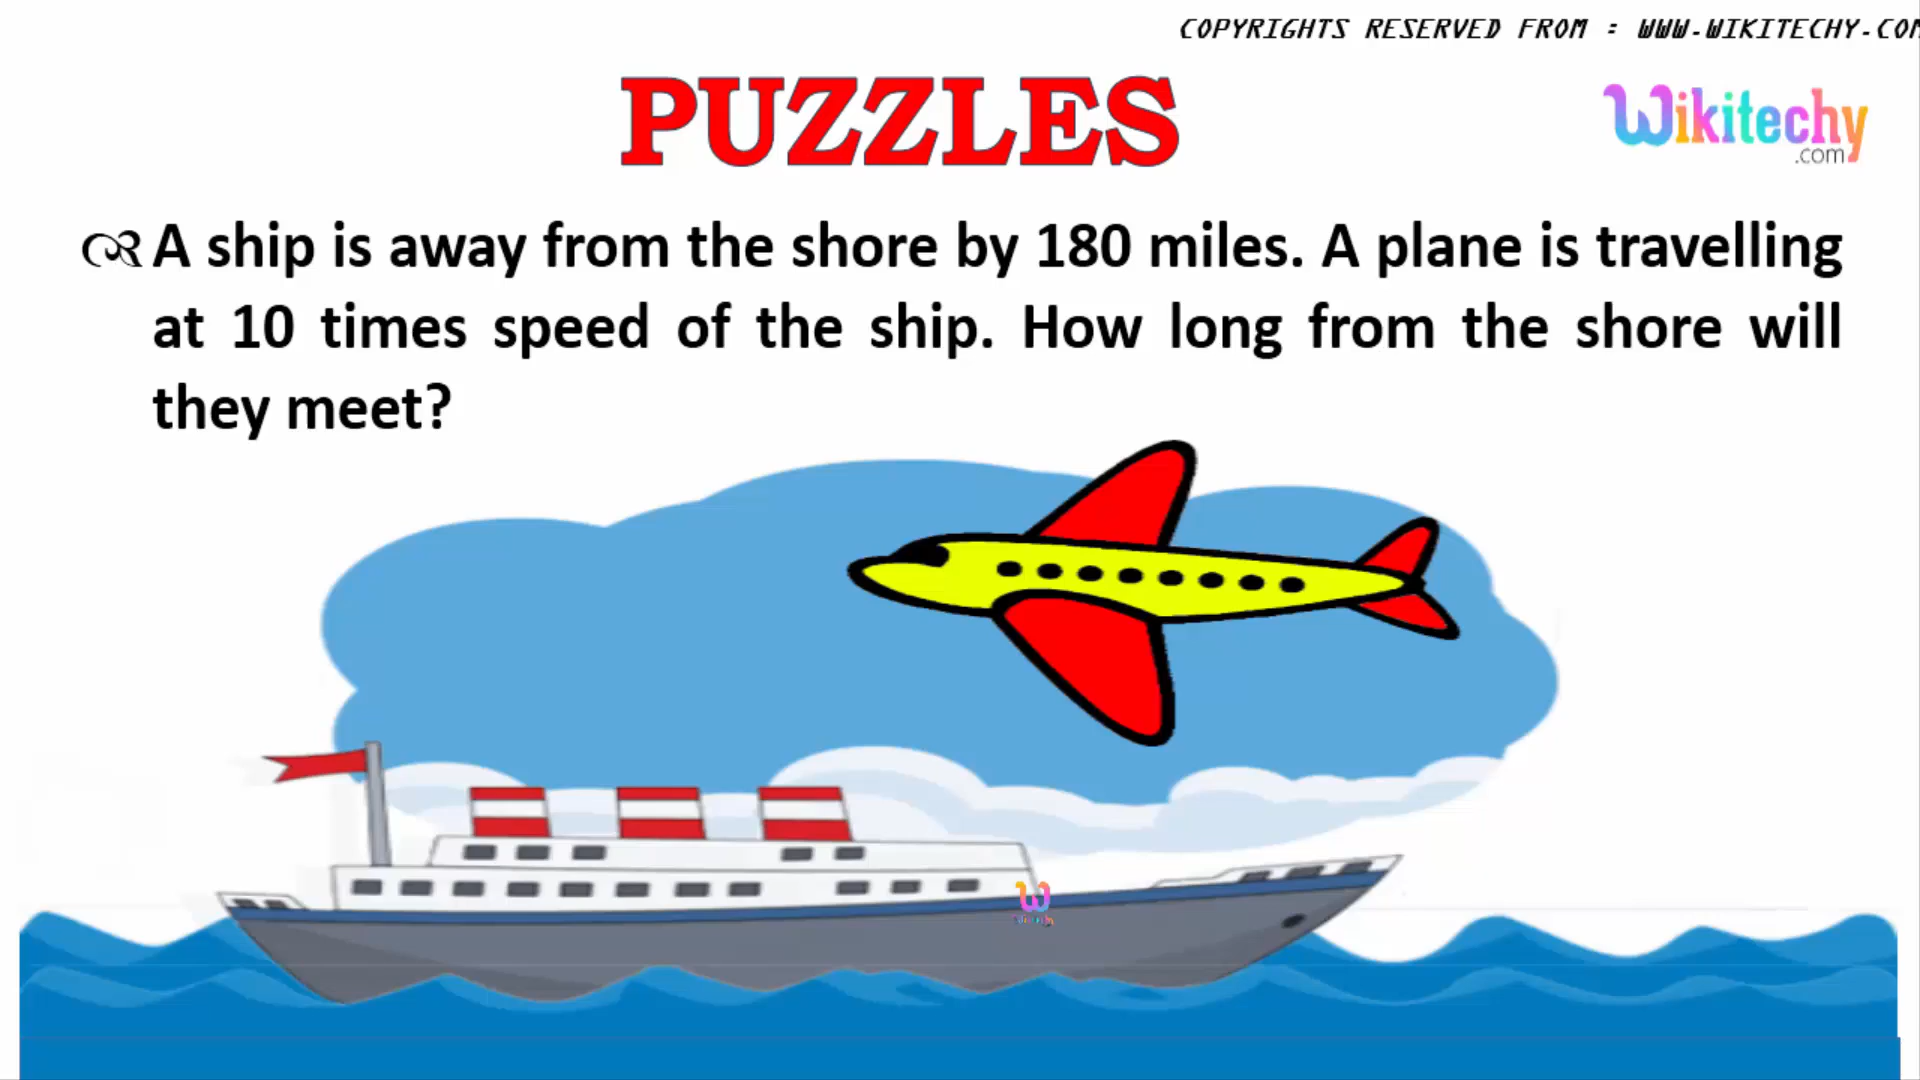 COPYRIGHTS RESERVED FROM : WWW.WIKITECHY.COM
PUZZLES
Wikitechy
.com
A ship is away from the shore by 180 miles. A plane is travelling
at 10 times speed of the ship. How long from the shore will
they meet?